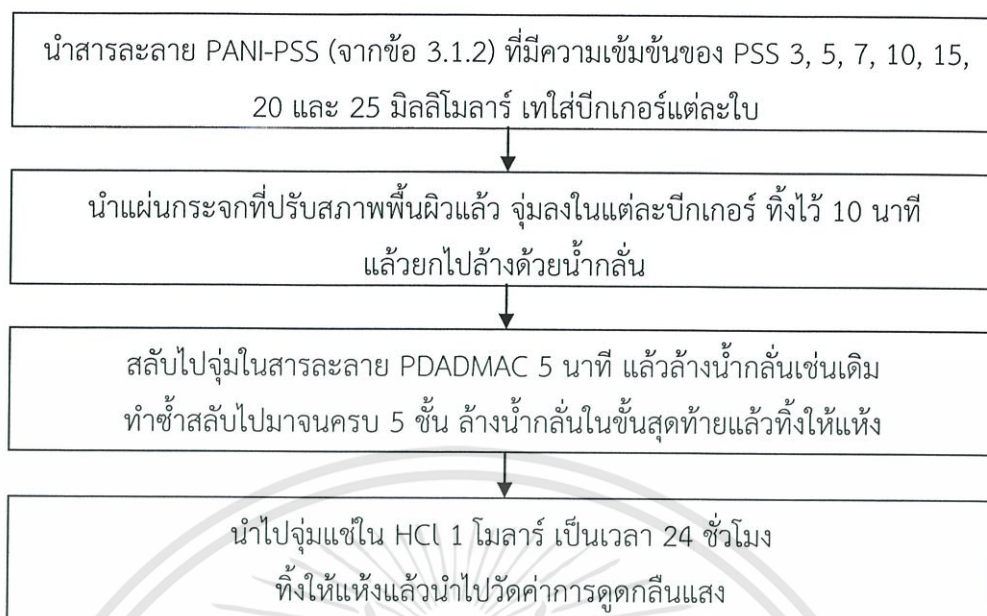 นำสารละลาย PANI-PSS (จากข้อ 3.1.2) ที่มีความเข้มข้นของ PSS 3, 5, 7, 10, 15,
20 และ 25 มิลลิโมลาร์ เทใส่บีกเกอร์แต่ละใบ
นำแผ่นกระจกที่ปรับสภาพพื้นผิวแล้ว จุ่มลงในแต่ละบีกเกอร์ ทิ้งไว้ 10 นาที
แล้วยกไปล้างด้วยน้ำกลั่น
สลับไปจุ่มในสารละลาย PDADMAC 5 นาที แล้วล้างน้ำกลั่นเช่นเดิม
ทำซ้ำสลับไปมาจนครบ 5 ชั้น ล้างน้ำกลั่นในขั้นสุดท้ายแล้วทิ้งให้แห้ง
นำไปจุ่มแช่ใน HCl 1 โมลาร์ เป็นเวลา 24 ชั่วโมง
ทิ้งให้แห้งแล้วนำไปวัดค่าการดูดกลืนแสง